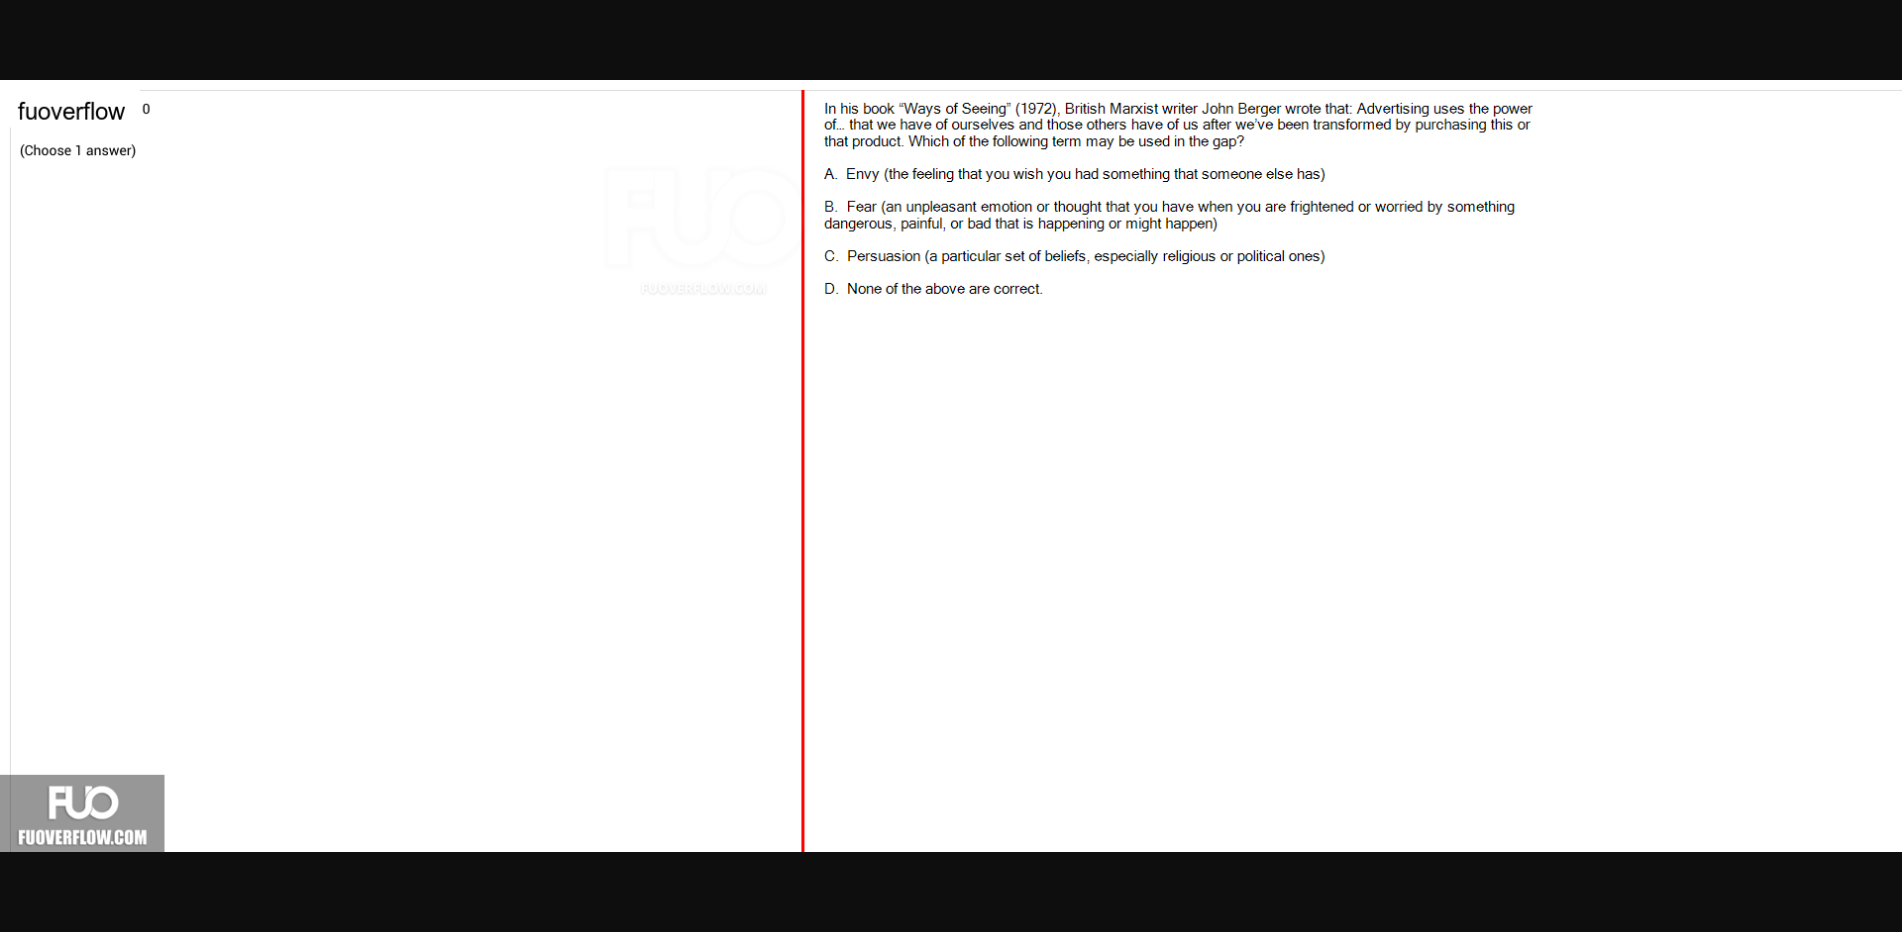 fuoverflow 0
(Choose 1 answer)
FUO
FUOVERFLOW.COM
In his book “Ways of Seeing” (1972), British Marxist writer John Berger wrote that: Advertising uses the power
of... that we have of ourselves and those others have of us after we've been transformed by purchasing this or
that product. Which of the following term may be used in the gap?
A. Envy (the feeling that you wish you had something that someone else has)
B. Fear (an unpleasant emotion or thought that you have when you are frightened or worried by something
dangerous, painful, or bad that is happening or might happen)
C. Persuasion (a particular set of beliefs, especially religious or political ones)
D. None of the above are correct.
FUO
FUOVERFLOW.COM